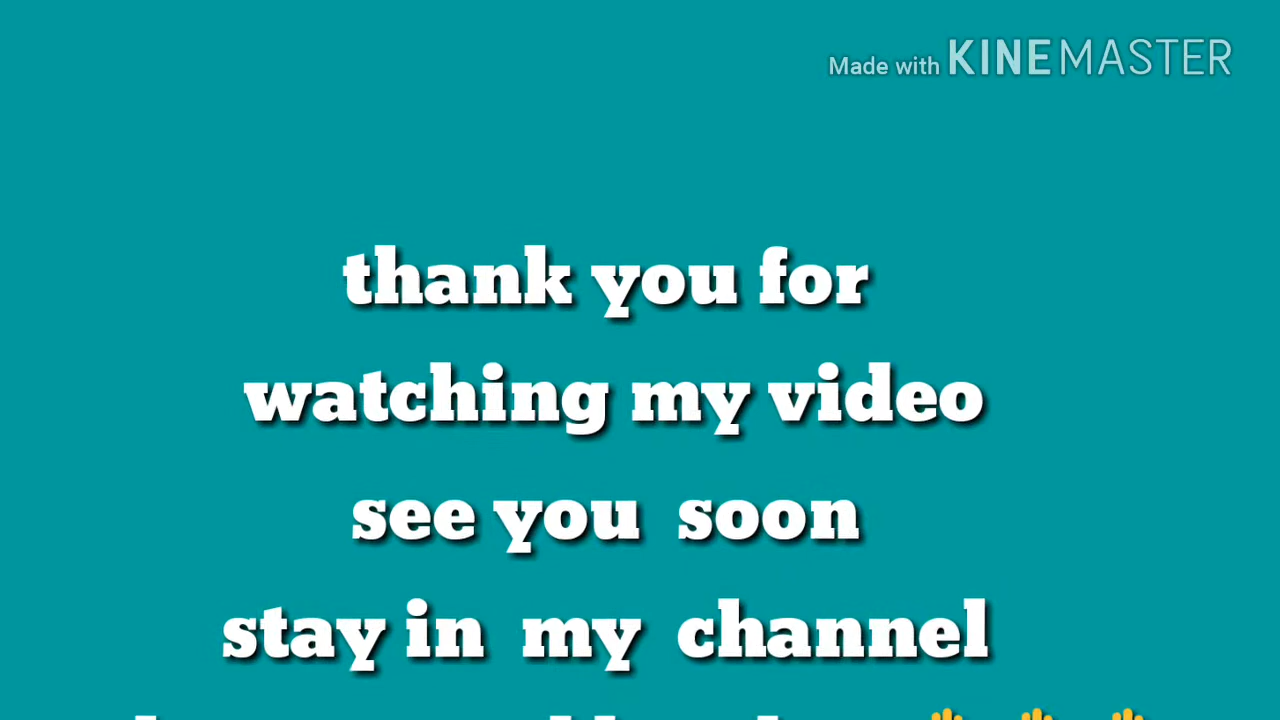 Made with KINEMASTER
thank you for
watching my video
see you soon
stay in my channel
👋 👋 👋